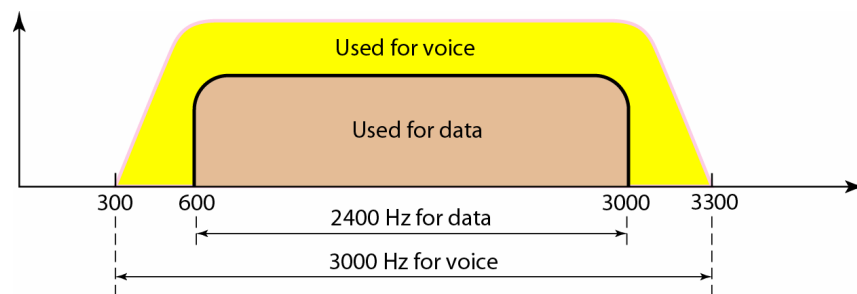 Used for voice
Used for data
300 600 3000 3300
2400 Hz for data
3000 Hz for voice